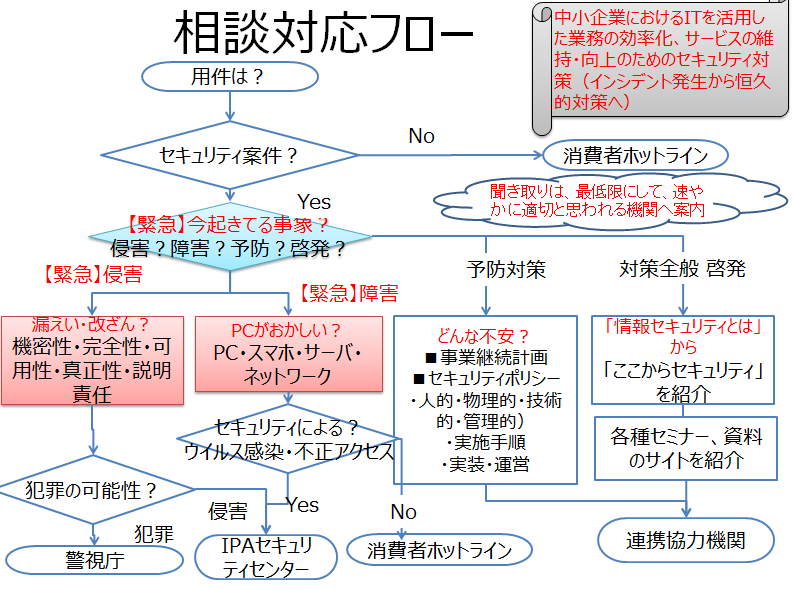 相談対応フロー
中小企業におけるITを活用し
た業務の効率化、サービスの維
持・向上のためのセキュリティ対
策（インシデント発生から恒久
的対策へ）
用件は？
セキュリティ案件？
No
消費者ホットライン
Yes
聞き取りは、最低限にして、速や
かに適切と思われる機関へ案内
【緊急】今起きてる事象？
侵害？障害？予防？啓発？
【緊急】侵害
【緊急】障害
予防対策
対策全般 啓発
漏えい・改ざん？
機密性・完全性・可
用性・真正性・説明
責任
PCがおかしい？
PC・スマホ・サーバ・
ネットワーク
どんな不安？
■事業継続計画
■セキュリティポリシー
・人的・物理的・技術
的・管理的）
・実施手順
・実装・運営
「情報セキュリティとは」
から
「ここからセキュリティ」
を紹介
セキュリティによる？
ウイルス感染・不正アクセス
各種セミナー、資料
のサイトを紹介
犯罪の可能性？
侵害
Yes
No
犯罪
警視庁
IPAセキュリ
ティセンター
消費者ホットライン
連携協力機関